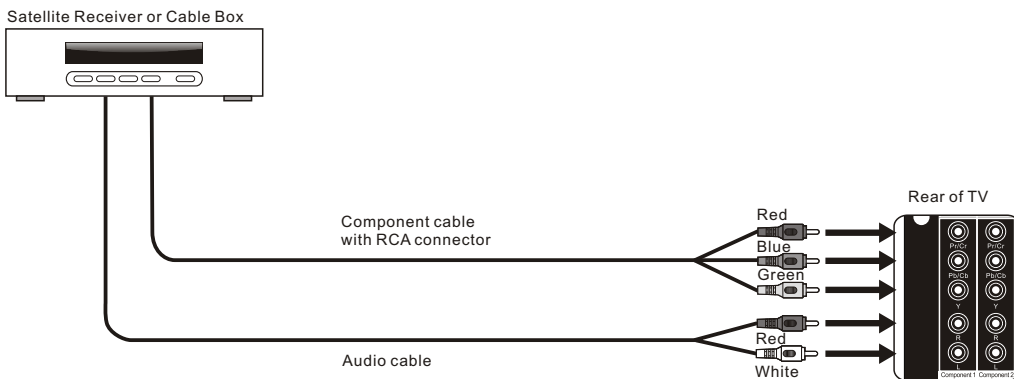 Satellite Receiver or Cable Box
Component cable
with RCA connector
Audio cable
Red
Blue
Green
Red
White
Rear of TV
Pr/Cr Pr/Cr
Pb/Cb Pb/Cb
Y Y
R R
L L
Component 1 Component 2